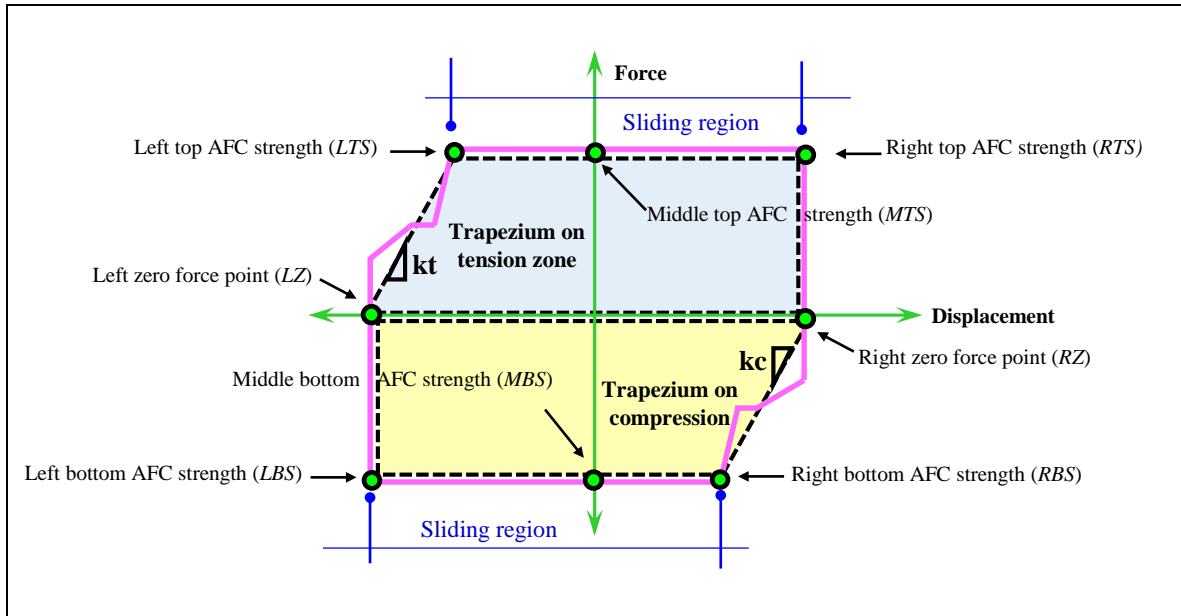 Force
Sliding region
Left top AFC strength (LTS)
Right top AFC strength (RTS)
Middle top AFC strength (MTS)
Trapezium on
tension zone
kt
Left zero force point (LZ)
Displacement
Right zero force point (RZ)
kc
Middle bottom AFC strength (MBS)
Trapezium on
compression
Left bottom AFC strength (LBS)
Right bottom AFC strength (RBS)
Sliding region